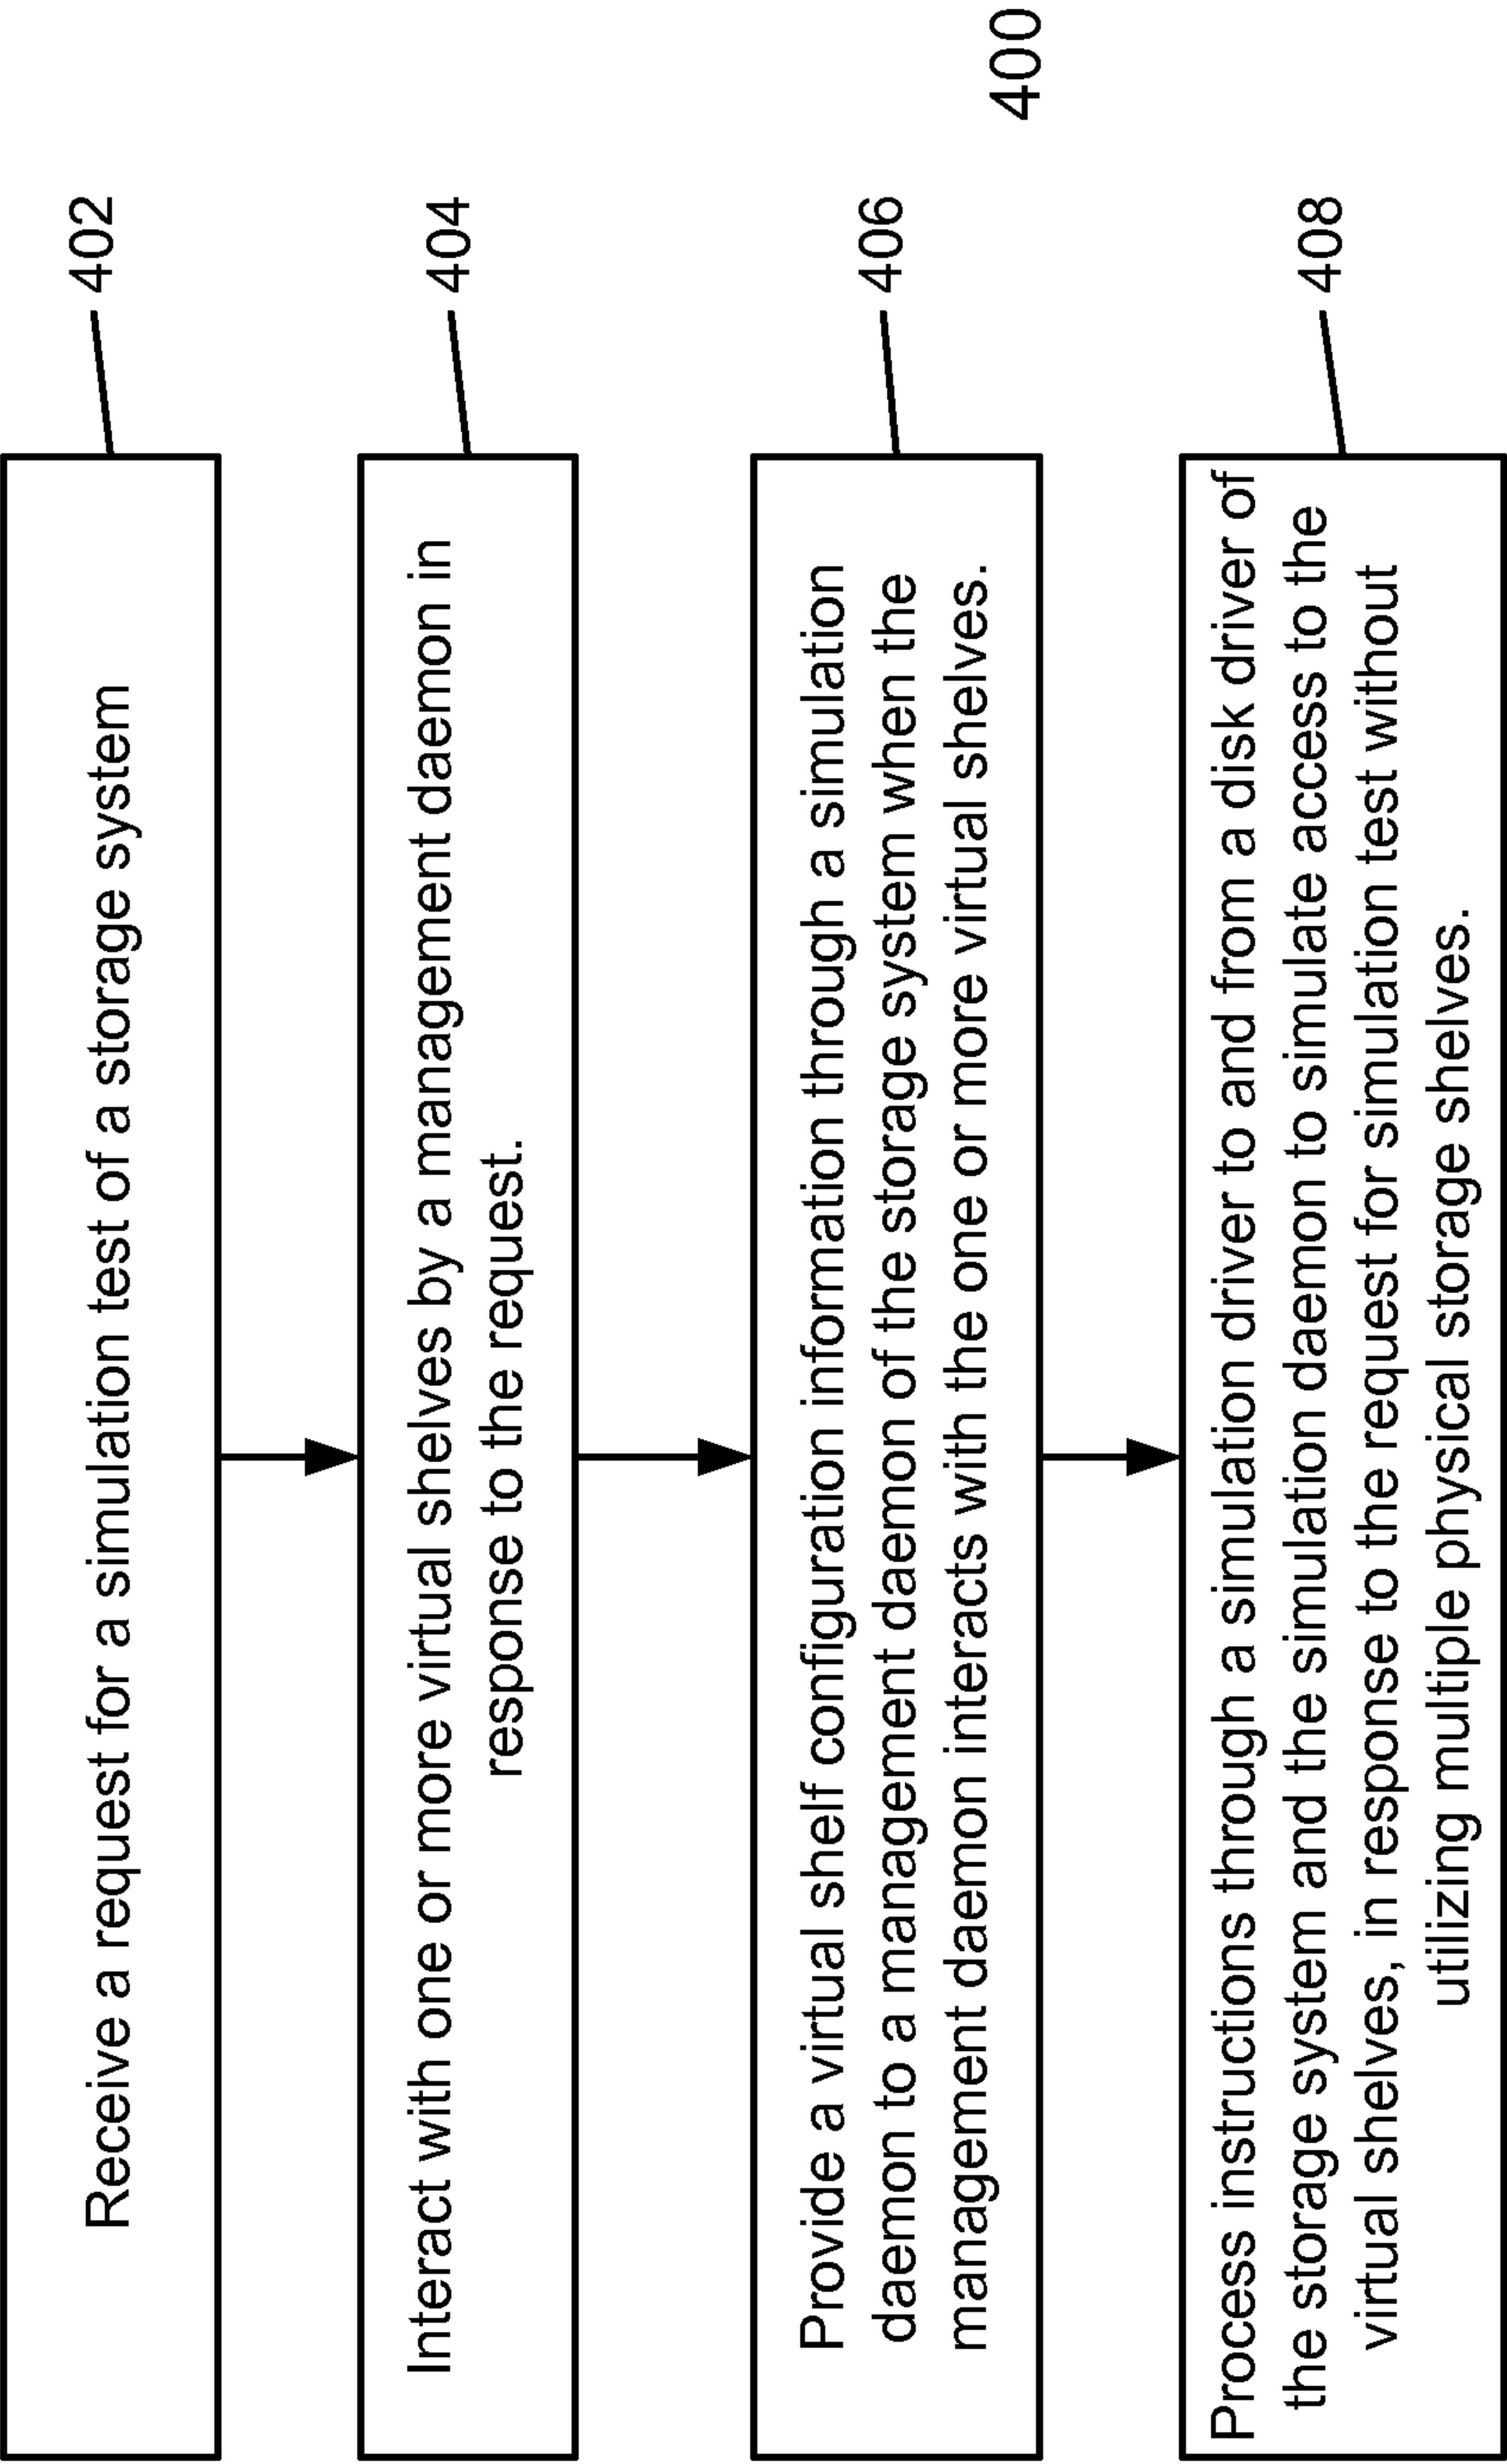 Receive a request for a simulation test of a storage system
402
Interact with one or more virtual shelves by a management daemon in
response to the request.
404
Provide a virtual shelf configuration information through a simulation
daemon to a management daemon of the storage system when the
management daemon interacts with the one or more virtual shelves.
406
Process instructions through a simulation driver to and from a disk driver of
the storage system and the simulation daemon to simulate access to the
virtual shelves, in response to the request for simulation test without
utilizing multiple physical storage shelves.
408
400